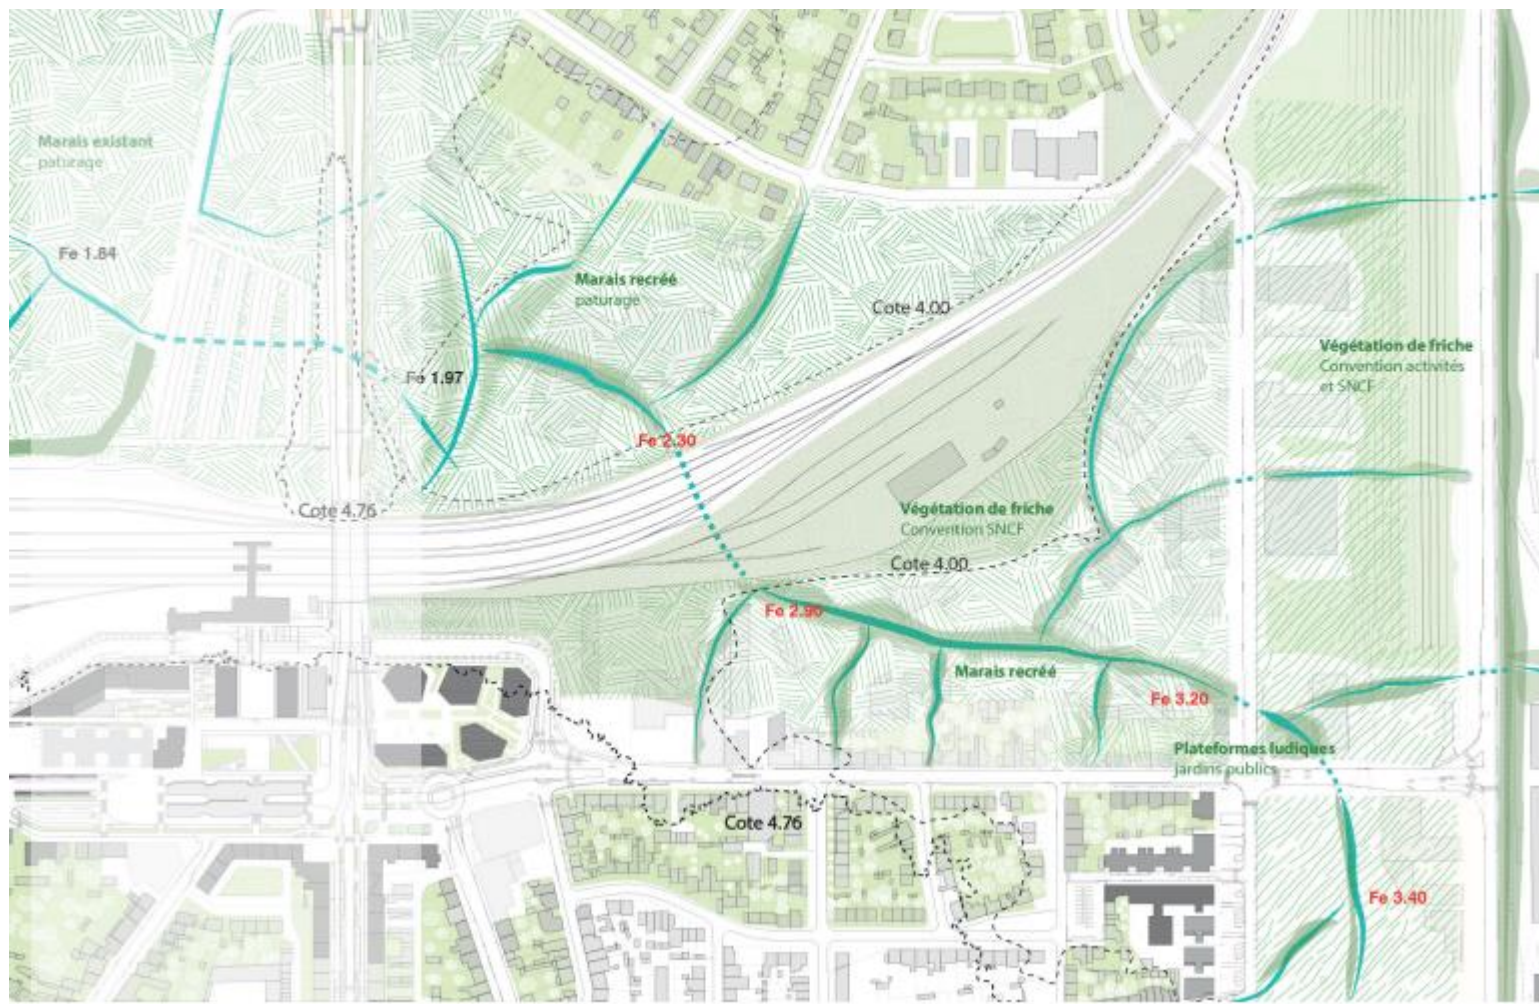 Marais existant
paturage
Fe 1.84
Marais recréé
paturage
Cote 4.00
Végétation de friche
Convention activités
et SNCF
Fe 1.97
Fe 2.30
Cote 4.76
Végétation de friche
Convention SNCF
Cote 4.00
Fe 2.90
Marais recréé
Fe 3.20
Plateformes ludiques
jardins publics
Cote 4.76
Fe 3.40